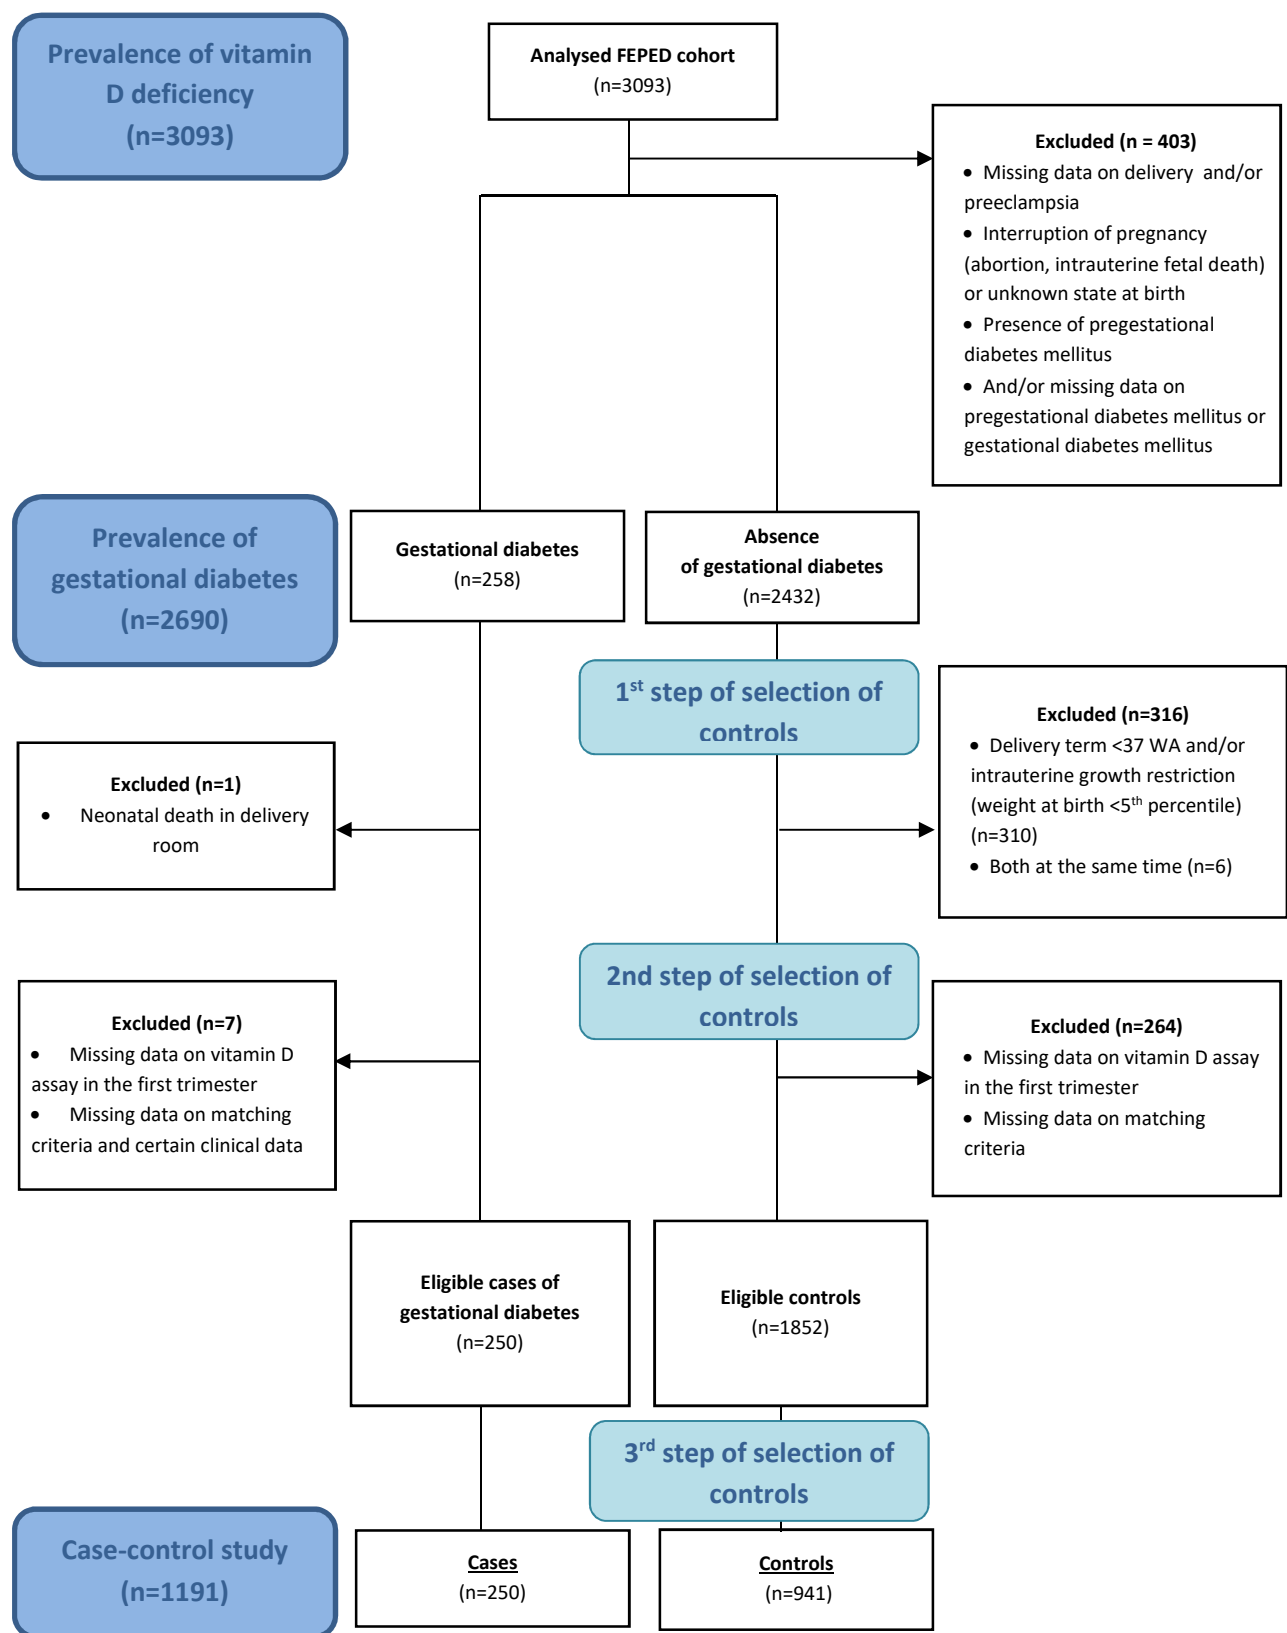 Prevalence of vitamin
D deficiency
(n=3093)
Analysed FEPED cohort
(n=3093)
Excluded (n = 403)
• Missing data on delivery and/or
preeclampsia
• Interruption of pregnancy
(abortion, intrauterine fetal death)
or unknown state at birth
• Presence of pregestational
diabetes mellitus
• And/or missing data on
pregestational diabetes mellitus or
gestational diabetes mellitus
Prevalence of
gestational diabetes
(n=2690)
Gestational diabetes
(n=258)
Absence
of gestational diabetes
(n=2432)
1st step of selection of
controls
Excluded (n=316)
• Delivery term <37 WA and/or
intrauterine growth restriction
(weight at birth <5th percentile)
(n=310)
• Both at the same time (n=6)
Excluded (n=1)
• Neonatal death in delivery
room
2nd step of selection of
controls
Excluded (n=7)
• Missing data on vitamin D
assay in the first trimester
• Missing data on matching
criteria and certain clinical data
Excluded (n=264)
• Missing data on vitamin D assay
in the first trimester
• Missing data on matching
criteria
Eligible cases of
gestational diabetes
(n=250)
Eligible controls
(n=1852)
3rd step of selection of
controls
Case-control study
(n=1191)
Cases
(n=250)
Controls
(n=941)